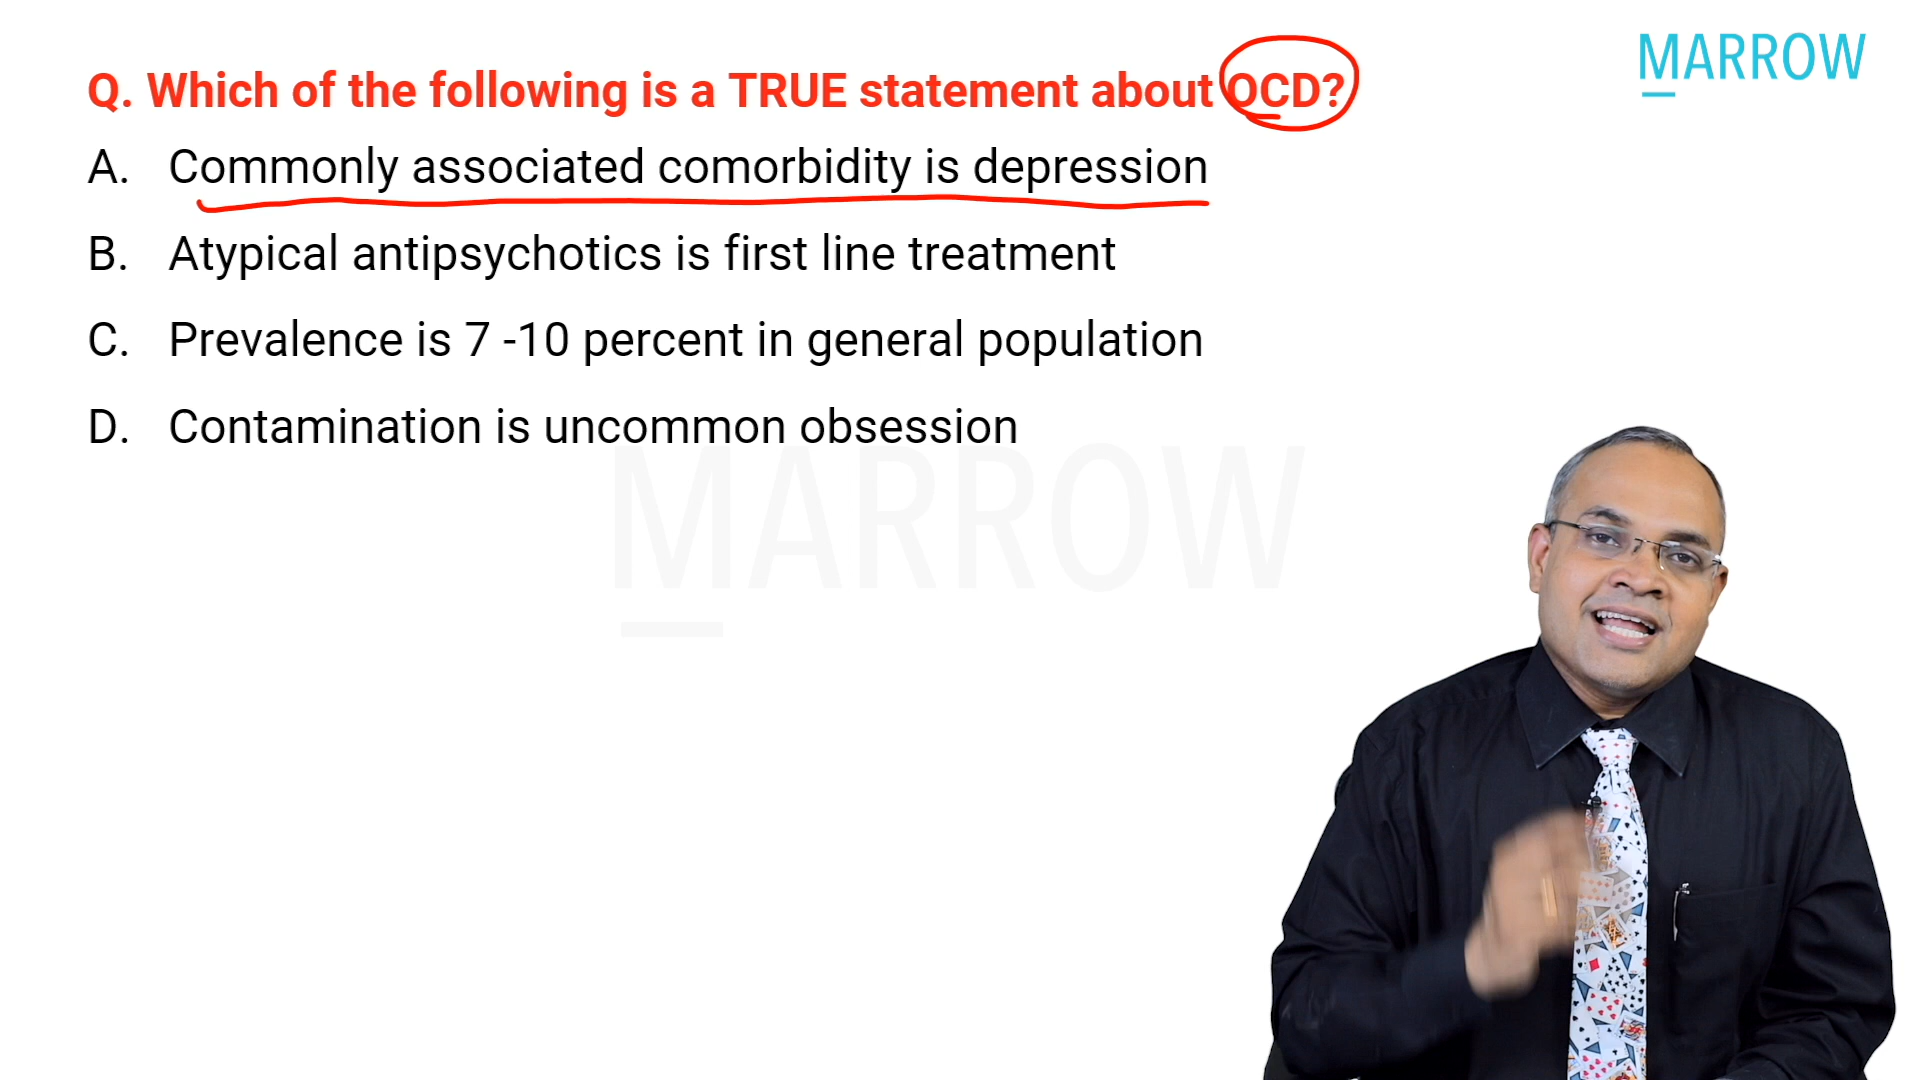 MARROW
Q. Which of the following is a TRUE statement about OCD?
A. Commonly associated comorbidity is depression
B. Atypical antipsychotics is first line treatment
C. Prevalence is 7 -10 percent in general population
D. Contamination is uncommon obsession
MARROW